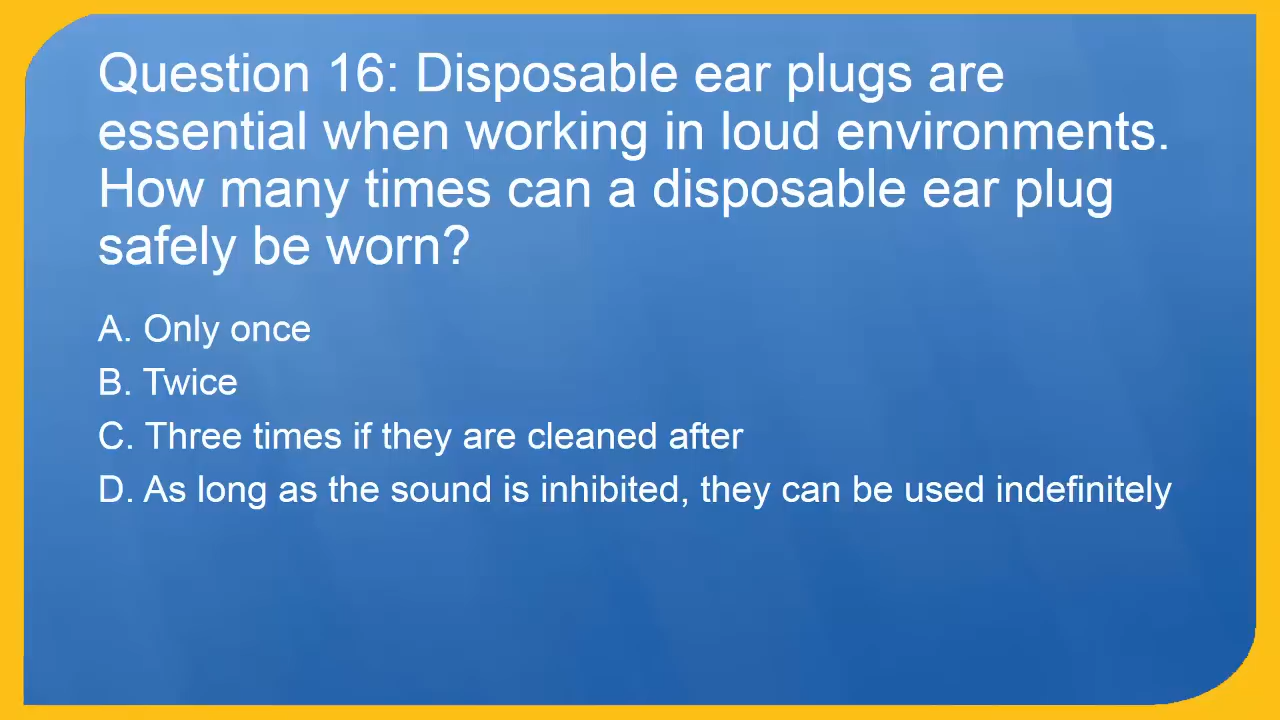 Question 16: Disposable ear plugs are
essential when working in loud environments.
How many times can a disposable ear plug
safely be worn?
A. Only once
B. Twice
C. Three times if they are cleaned after
D. As long as the sound is inhibited, they can be used indefinitely